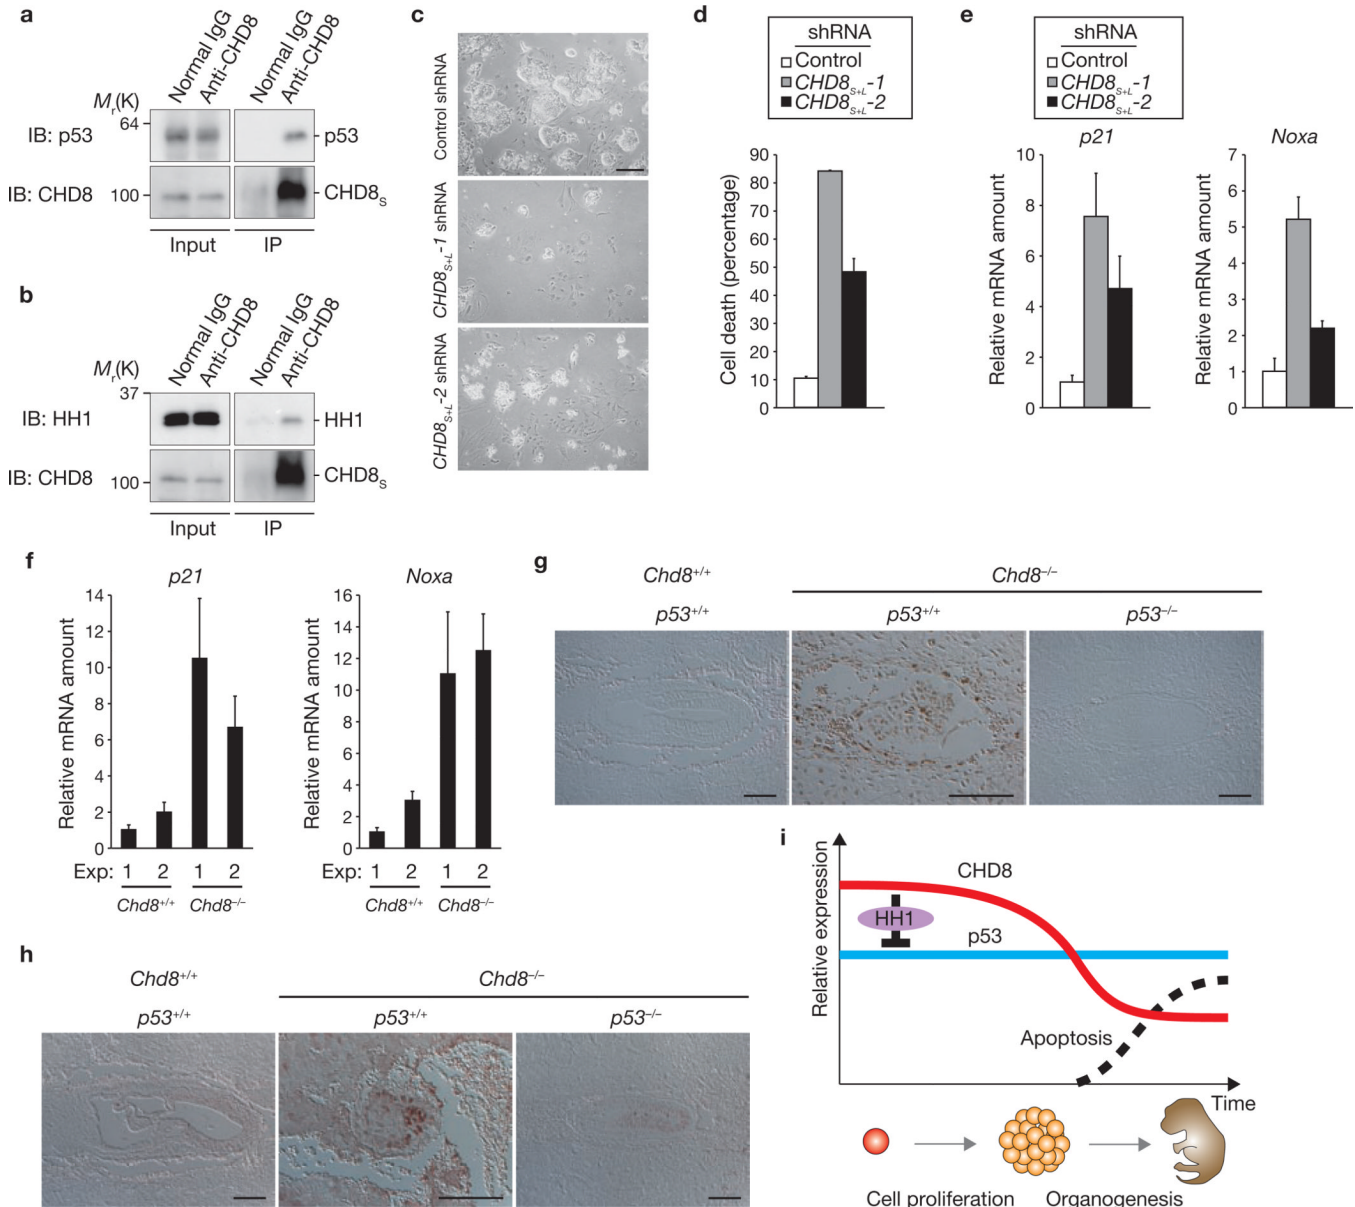 a
Normal IgG
Anti-CHD8
Normal IgG
Anti-CHD8
Mr(K)
64
IB: p53
p53
IB: CHD8
100
CHD8S
Input
IP
b
Normal IgG
Anti-CHD8
Normal IgG
Anti-CHD8
Mr(K)
37
IB: HH1
HH1
IB: CHD8
100
CHD8S
Input
IP
c
Control shRNA
CHD8S+L-1 shRNA
CHD8S+L-2 shRNA
d
shRNA
Control
CHD8S+L-1
CHD8S+L-2
Cell death (percentage)
90
80
70
60
50
40
30
20
10
0
e
shRNA
Control
CHD8S+L-1
CHD8S+L-2
p21
Relative mRNA amount
10
8
6
4
2
0
Noxa
Relative mRNA amount
7
6
5
4
3
2
1
0
f
p21
Relative mRNA amount
14
12
10
8
6
4
2
0
Exp: 1 2 1 2
Chd8+/+ Chd8–/–
Noxa
Relative mRNA amount
16
14
12
10
8
6
4
2
0
Exp: 1 2 1 2
Chd8+/+ Chd8–/–
g
Chd8+/+ Chd8–/–
p53+/+ p53+/+ p53–/–
h
Chd8+/+ Chd8–/–
p53+/+ p53+/+ p53–/–
i
Relative expression
CHD8
HH1
p53
Apoptosis
Time
Cell proliferation Organogenesis